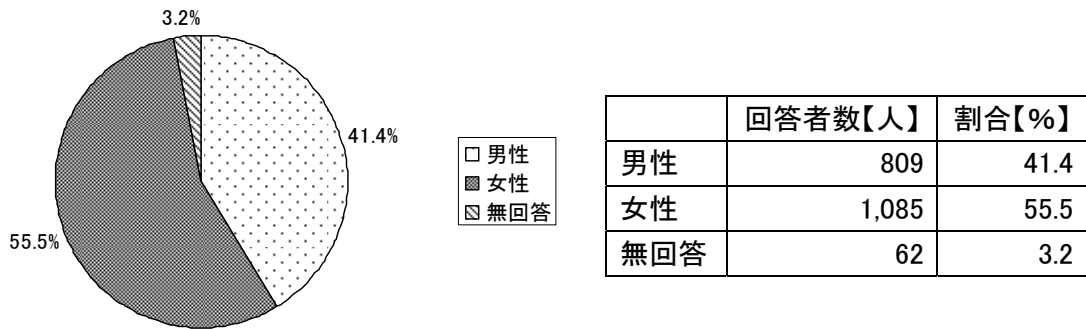 3.2%
41.4%
55.5%
男性
女性
無回答
回答者数【人】 割合【%】
男性 809 41.4
女性 1,085 55.5
無回答 62 3.2